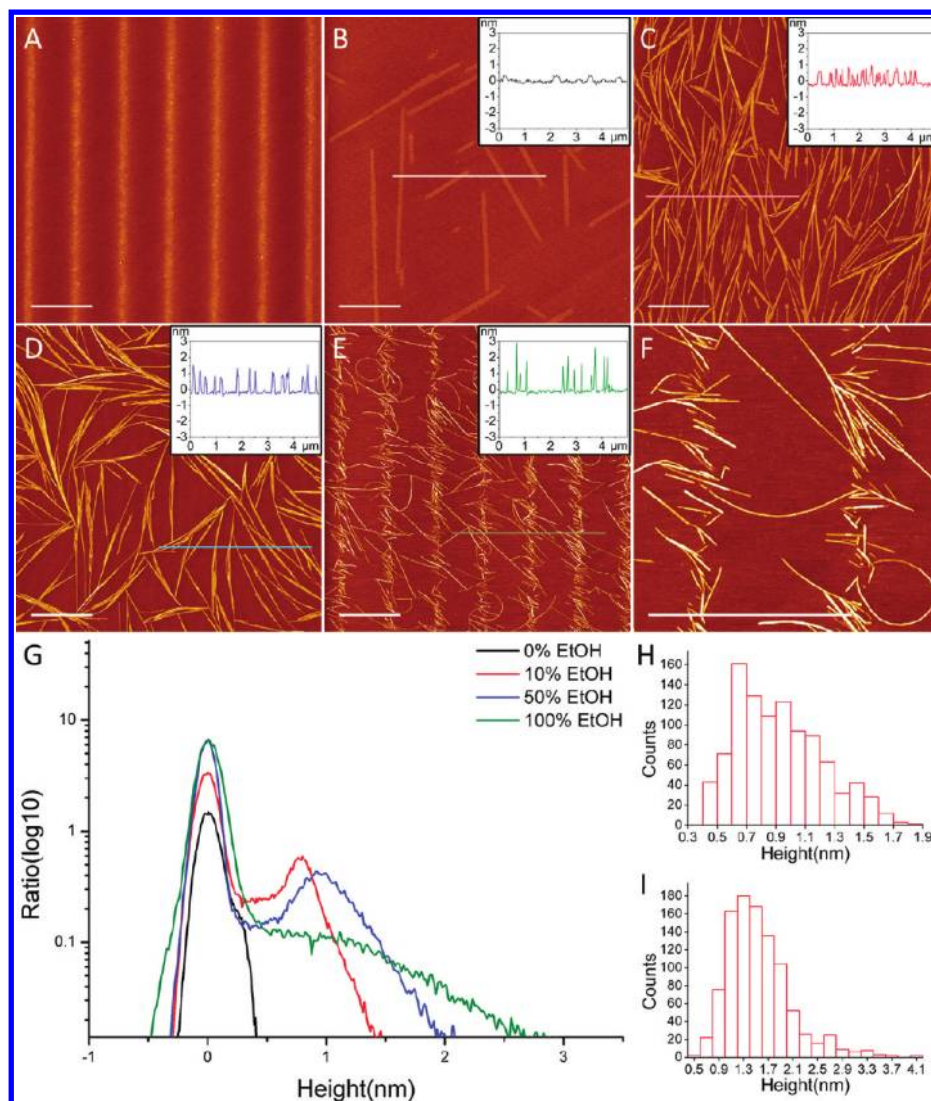 A
B
nm
3
2
1
0
-1
-2
-3
0 1 2 3 4 μm
C
nm
3
2
1
0
-1
-2
-3
0 1 2 3 4 μm
D
nm
3
2
1
0
-1
-2
-3
0 1 2 3 4 μm
E
nm
3
2
1
0
-1
-2
-3
0 1 2 3 4 μm
F
G
0% EtOH
10% EtOH
50% EtOH
100% EtOH
10
1
0.1
Ratio(log10)
-1 0 1 2 3
Height(nm)
H
160
140
120
100
80
60
40
20
0
Counts
0.3 0.5 0.7 0.9 1.1 1.3 1.5 1.7 1.9
Height(nm)
I
180
160
140
120
100
80
60
40
20
0
Counts
0.5 0.9 1.3 1.7 2.1 2.5 2.9 3.3 3.7 4.1
Height(nm)